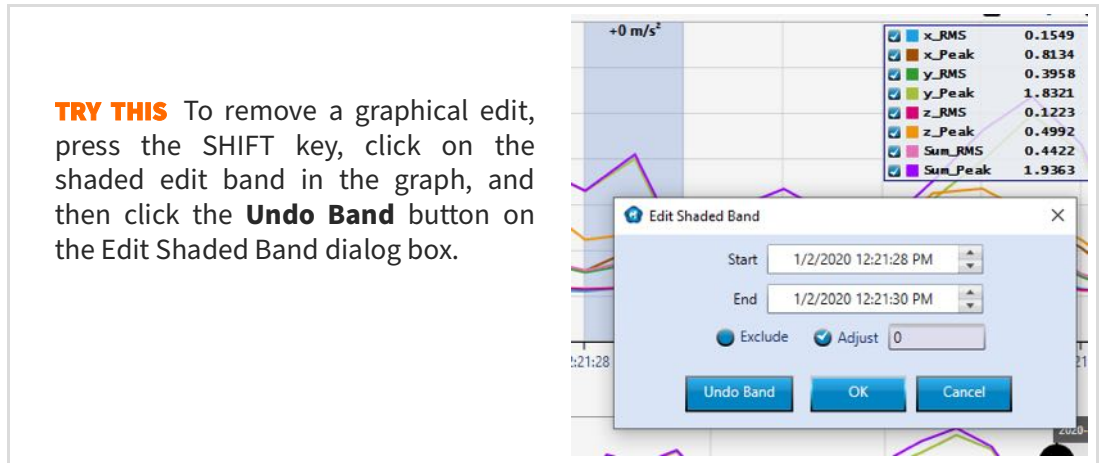 TRY THIS To remove a graphical edit,
press the SHIFT key, click on the
shaded edit band in the graph, and
then click the Undo Band button on
the Edit Shaded Band dialog box.
+0 m/s²
x_RMS 0.1549
x_Peak 0.8134
y_RMS 0.3958
y_Peak 1.8321
z_RMS 0.1223
z_Peak 0.4992
Sum_RMS 0.4422
Sum_Peak 1.9363
Edit Shaded Band
Start 1/2/2020 12:21:28 PM
End 1/2/2020 12:21:30 PM
Exclude Adjust 0
:21:28
21
Undo Band OK Cancel
2020-